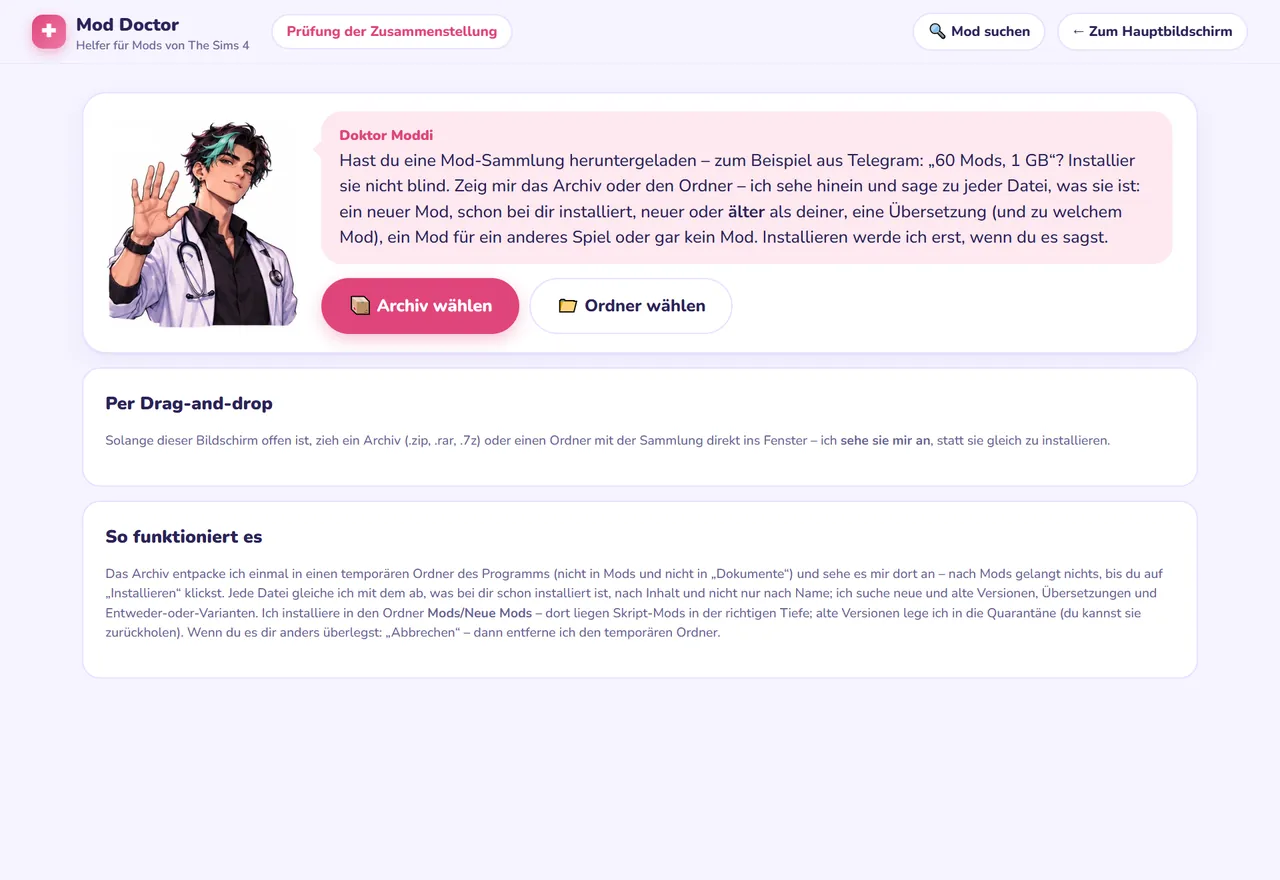 Mod Doctor
Helfer für Mods von The Sims 4
Prüfung der Zusammenstellung
Mod suchen
← Zum Hauptbildschirm
Doktor Moddi
Hast du eine Mod-Sammlung heruntergeladen – zum Beispiel aus Telegram: „60 Mods, 1 GB“? Installier
sie nicht blind. Zeig mir das Archiv oder den Ordner – ich sehe hinein und sage zu jeder Datei, was sie ist:
ein neuer Mod, schon bei dir installiert, neuer oder älter als deiner, eine Übersetzung (und zu welchem
Mod), ein Mod für ein anderes Spiel oder gar kein Mod. Installieren werde ich erst, wenn du es sagst.
Archiv wählen
Ordner wählen
Per Drag-and-drop
Solange dieser Bildschirm offen ist, zieh ein Archiv (.zip, .rar, .7z) oder einen Ordner mit der Sammlung direkt ins Fenster – ich sehe sie mir an, statt sie gleich zu installieren.
So funktioniert es
Das Archiv entpacke ich einmal in einen temporären Ordner des Programms (nicht in Mods und nicht in „Dokumente“) und sehe es mir dort an – nach Mods gelangt nichts, bis du auf
„Installieren“ klickst. Jede Datei gleiche ich mit dem ab, was bei dir schon installiert ist, nach Inhalt und nicht nur nach Name; ich suche neue und alte Versionen, Übersetzungen und
Entweder-oder-Varianten. Ich installiere in den Ordner Mods/Neue Mods – dort liegen Skript-Mods in der richtigen Tiefe; alte Versionen lege ich in die Quarantäne (du kannst sie
zurückholen). Wenn du es dir anders überlegst: „Abbrechen“ – dann entferne ich den temporären Ordner.